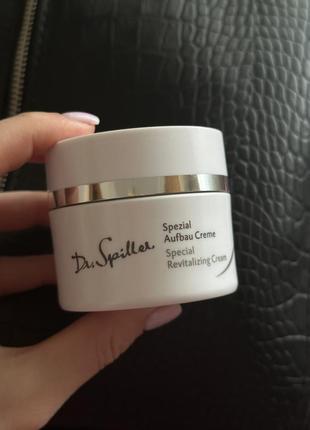 Dr. Spiller
Spezial
Aufbau Creme
Special
Revitalizing Cream